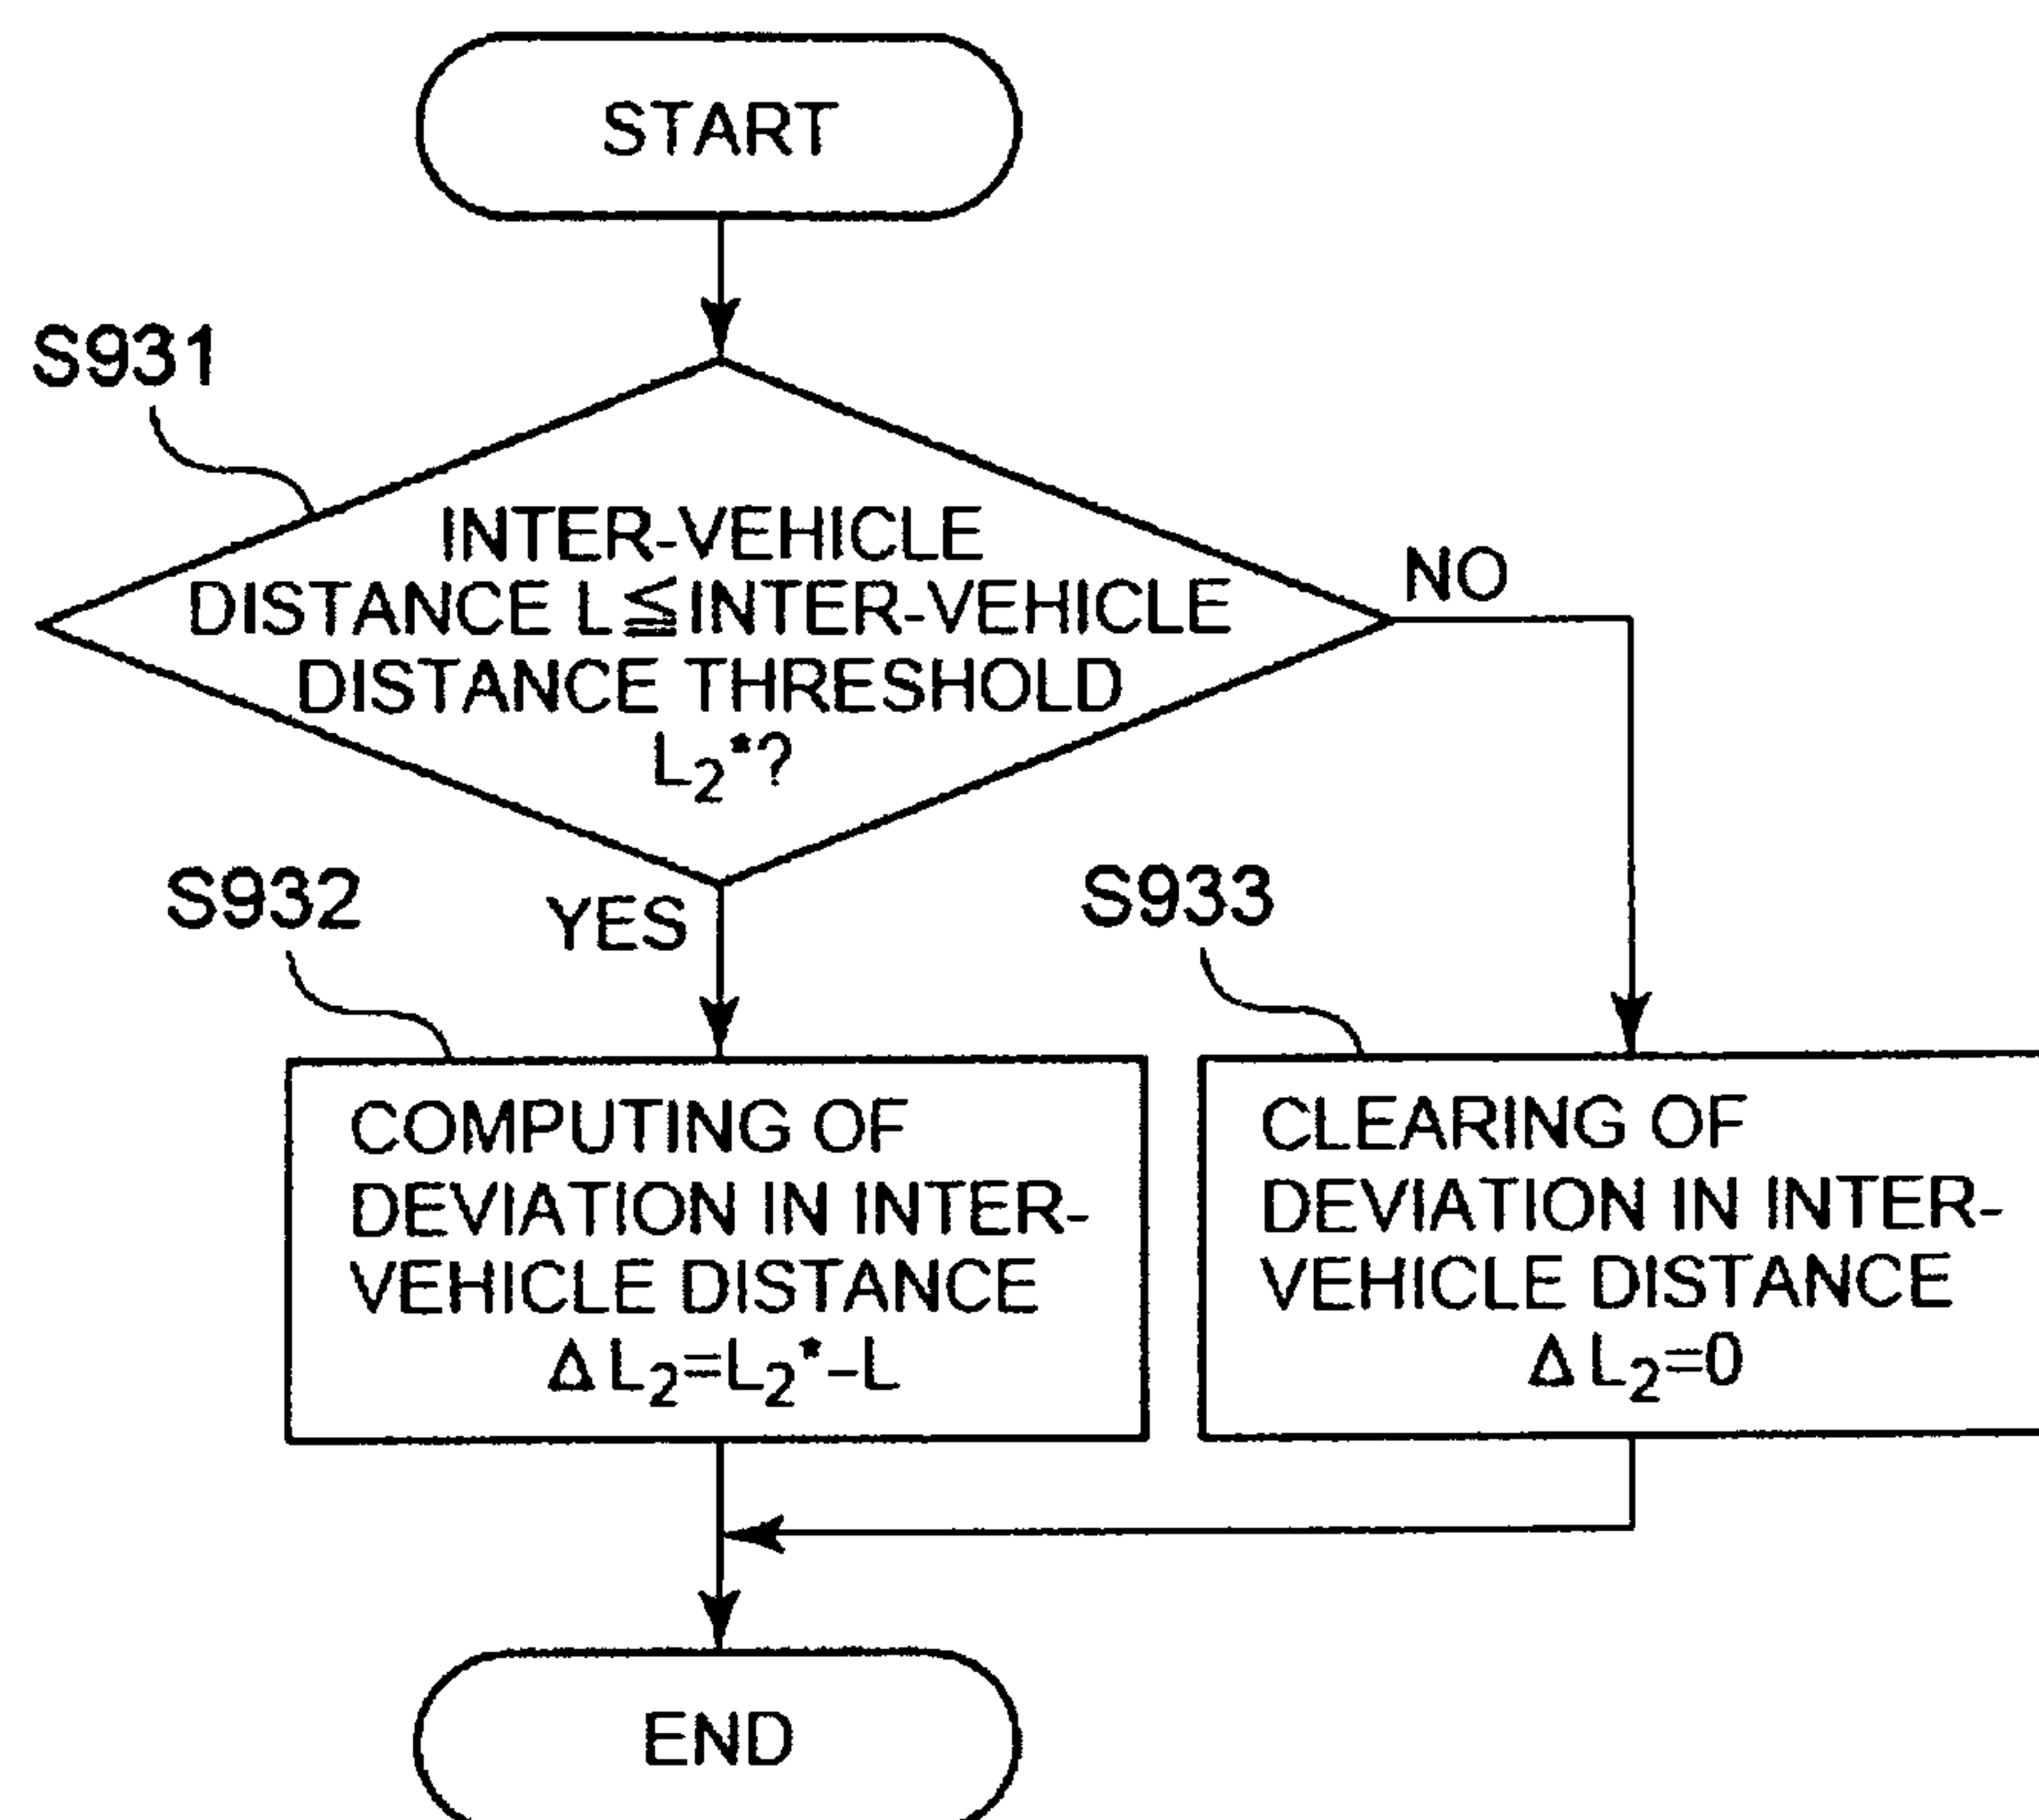 START
S931
INTER-VEHICLE
DISTANCE L≦INTER-VEHICLE
DISTANCE THRESHOLD
L₂*?
NO
YES
S932
COMPUTING OF
DEVIATION IN INTER-
VEHICLE DISTANCE
ΔL₂=L₂*-L
S933
CLEARING OF
DEVIATION IN INTER-
VEHICLE DISTANCE
ΔL₂=0
END